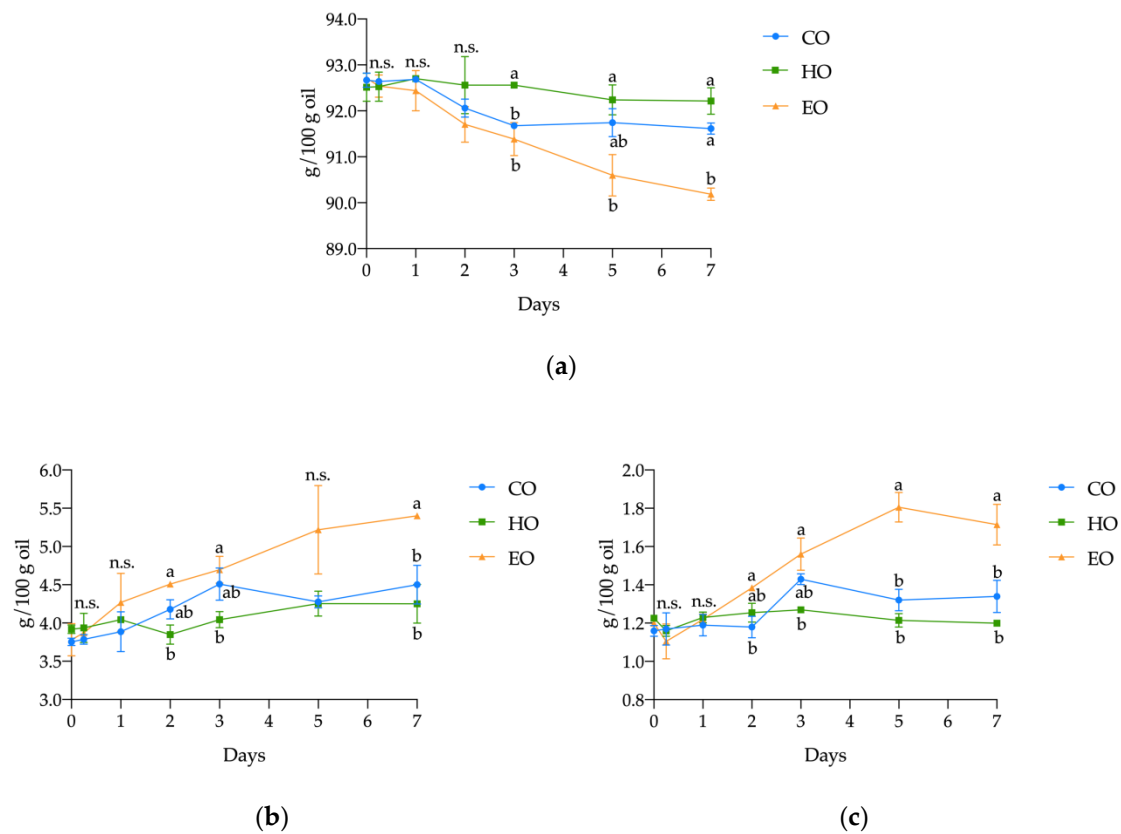 94.0
93.0
92.0
91.0
90.0
89.0
g/100 g oil
n.s. n.s. n.s. a a a
b ab a
b b b
0 1 2 3 4 5 6 7
Days
CO
HO
EO
(a)
6.0
5.5
5.0
4.5
4.0
3.5
3.0
g/100 g oil
n.s. n.s. a a n.s. a
ab ab b
b b b
0 1 2 3 5 7
Days
CO
HO
EO
(b)
2.0
1.8
1.6
1.4
1.2
1.0
0.8
g/100 g oil
n.s. n.s. a a a a
ab ab b b
b b b b
0 1 2 3 5 7
Days
CO
HO
EO
(c)